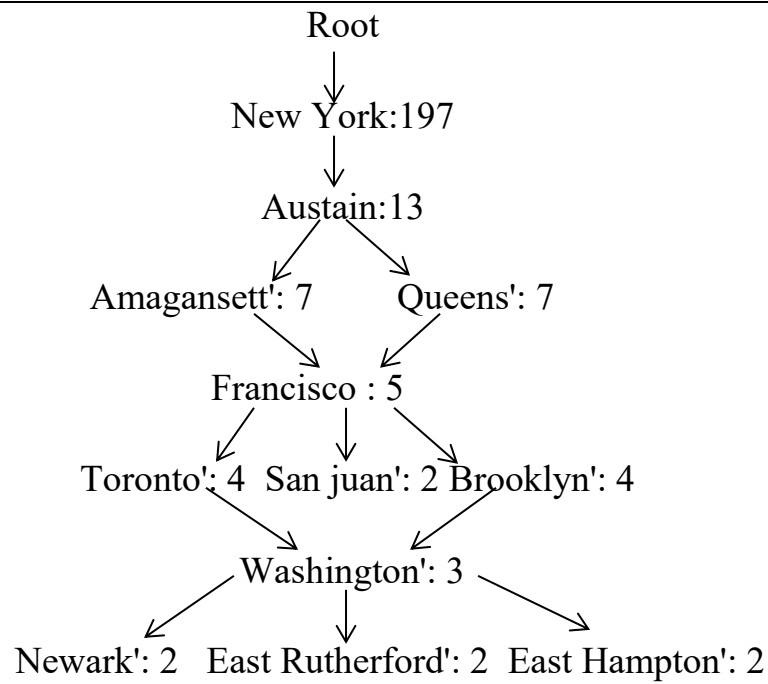 Root
New York:197
Austain:13
Amagansett': 7 Queens': 7
Francisco : 5
Toronto': 4 San juan': 2 Brooklyn': 4
Washington': 3
Newark': 2 East Rutherford': 2 East Hampton': 2